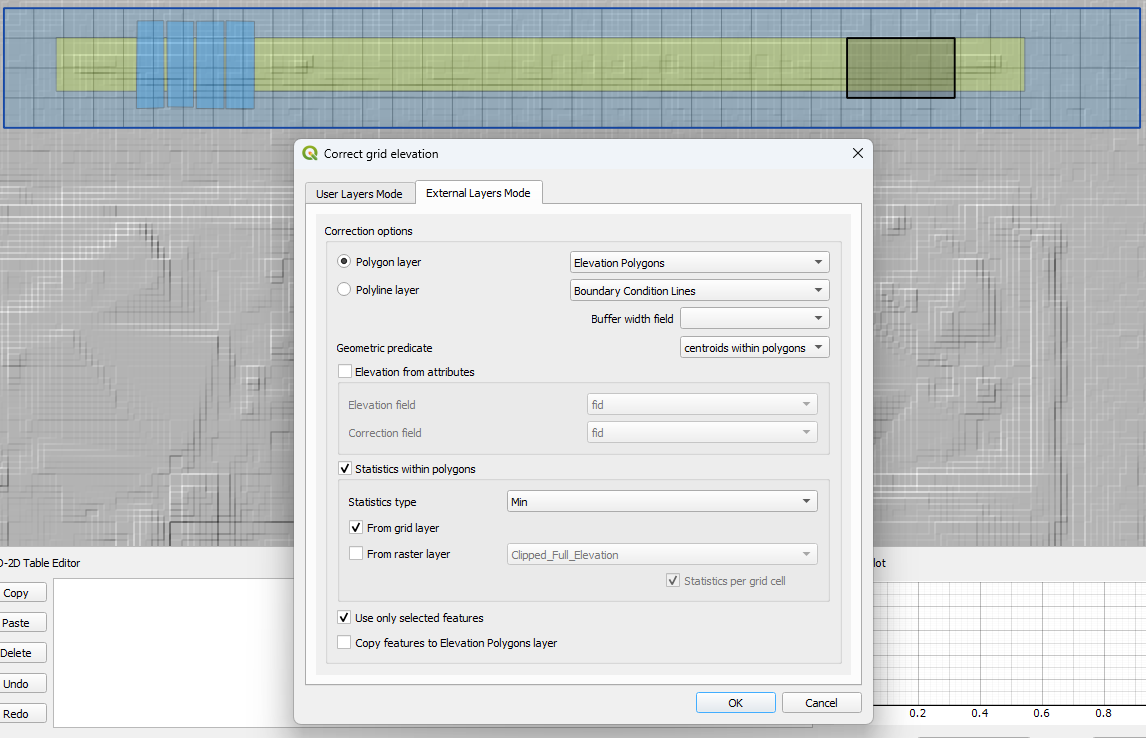 Correct grid elevation
User Layers Mode
External Layers Mode
Correction options
Polygon layer
Elevation Polygons
Polyline layer
Boundary Condition Lines
Buffer width field
Geometric predicate
centroids within polygons
Elevation from attributes
Elevation field
fid
Correction field
fid
Statistics within polygons
Statistics type
Min
From grid layer
From raster layer
Clipped_Full_Elevation
Statistics per grid cell
Use only selected features
Copy features to Elevation Polygons layer
OK
Cancel
D-2D Table Editor
Copy
Paste
Delete
Undo
Redo
lot
0.2 0.4 0.6 0.8